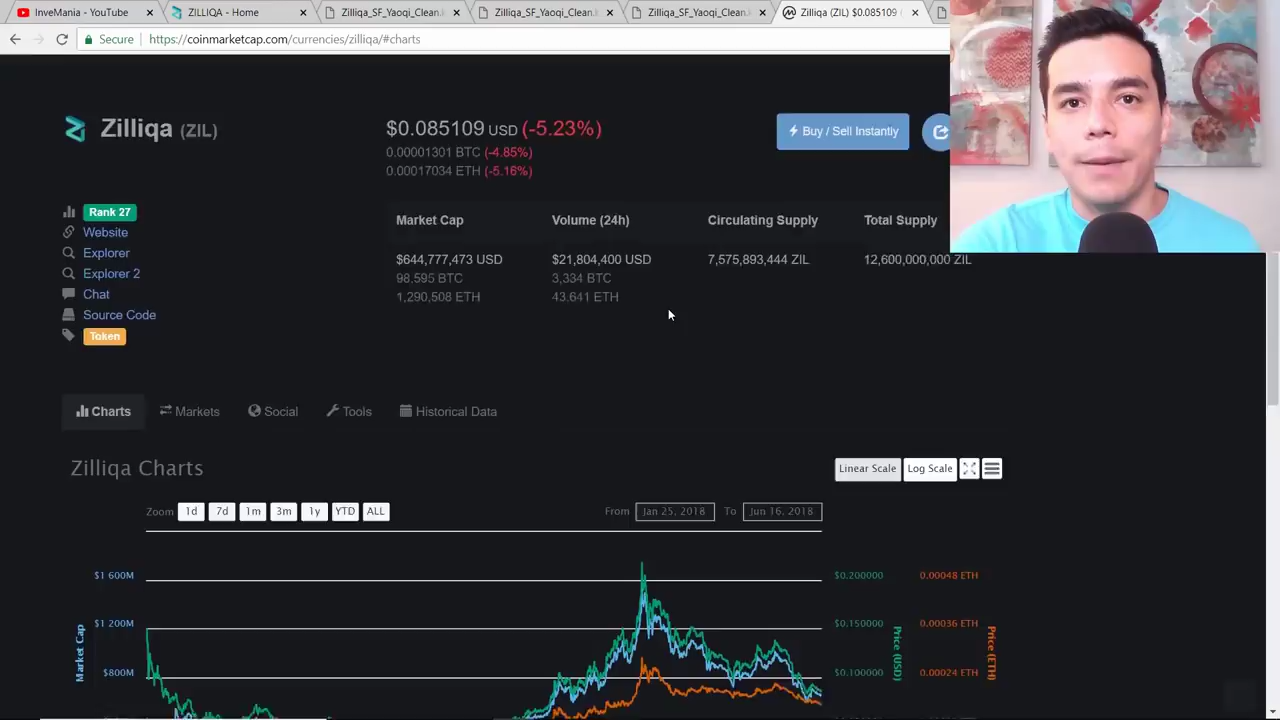 InveMania - YouTube
ZILLIQA - Home
Zilliqa_SF_Yaoqi_Clean.k
Zilliqa_SF_Yaoqi_Clean.k
Zilliqa_SF_Yaoqi_Clean.k
Zilliqa (ZIL) $0.085109
Secure
https://coinmarketcap.com/currencies/zilliqa/#charts
Zilliqa (ZIL)
$0.085109 USD (-5.23%)
0.00001301 BTC (-4.85%)
0.00017034 ETH (-5.16%)
Buy / Sell Instantly
Rank 27
Website
Explorer
Explorer 2
Chat
Source Code
Token
Market Cap
Volume (24h)
Circulating Supply
Total Supply
$644,777,473 USD
$21,804,400 USD
7,575,893,444 ZIL
12,600,000,000 ZIL
98,595 BTC
3,334 BTC
1,290,508 ETH
43,641 ETH
Charts
Markets
Social
Tools
Historical Data
Zilliqa Charts
Linear Scale
Log Scale
Zoom
1d
7d
1m
3m
1y
YTD
ALL
From
Jan 25, 2018
To
Jun 16, 2018
$1 600M
$0.200000
0.00048 ETH
$1 200M
$0.150000
0.00036 ETH
$800M
$0.100000
0.00024 ETH
Market Cap
Price (USD)
Price (ETH)